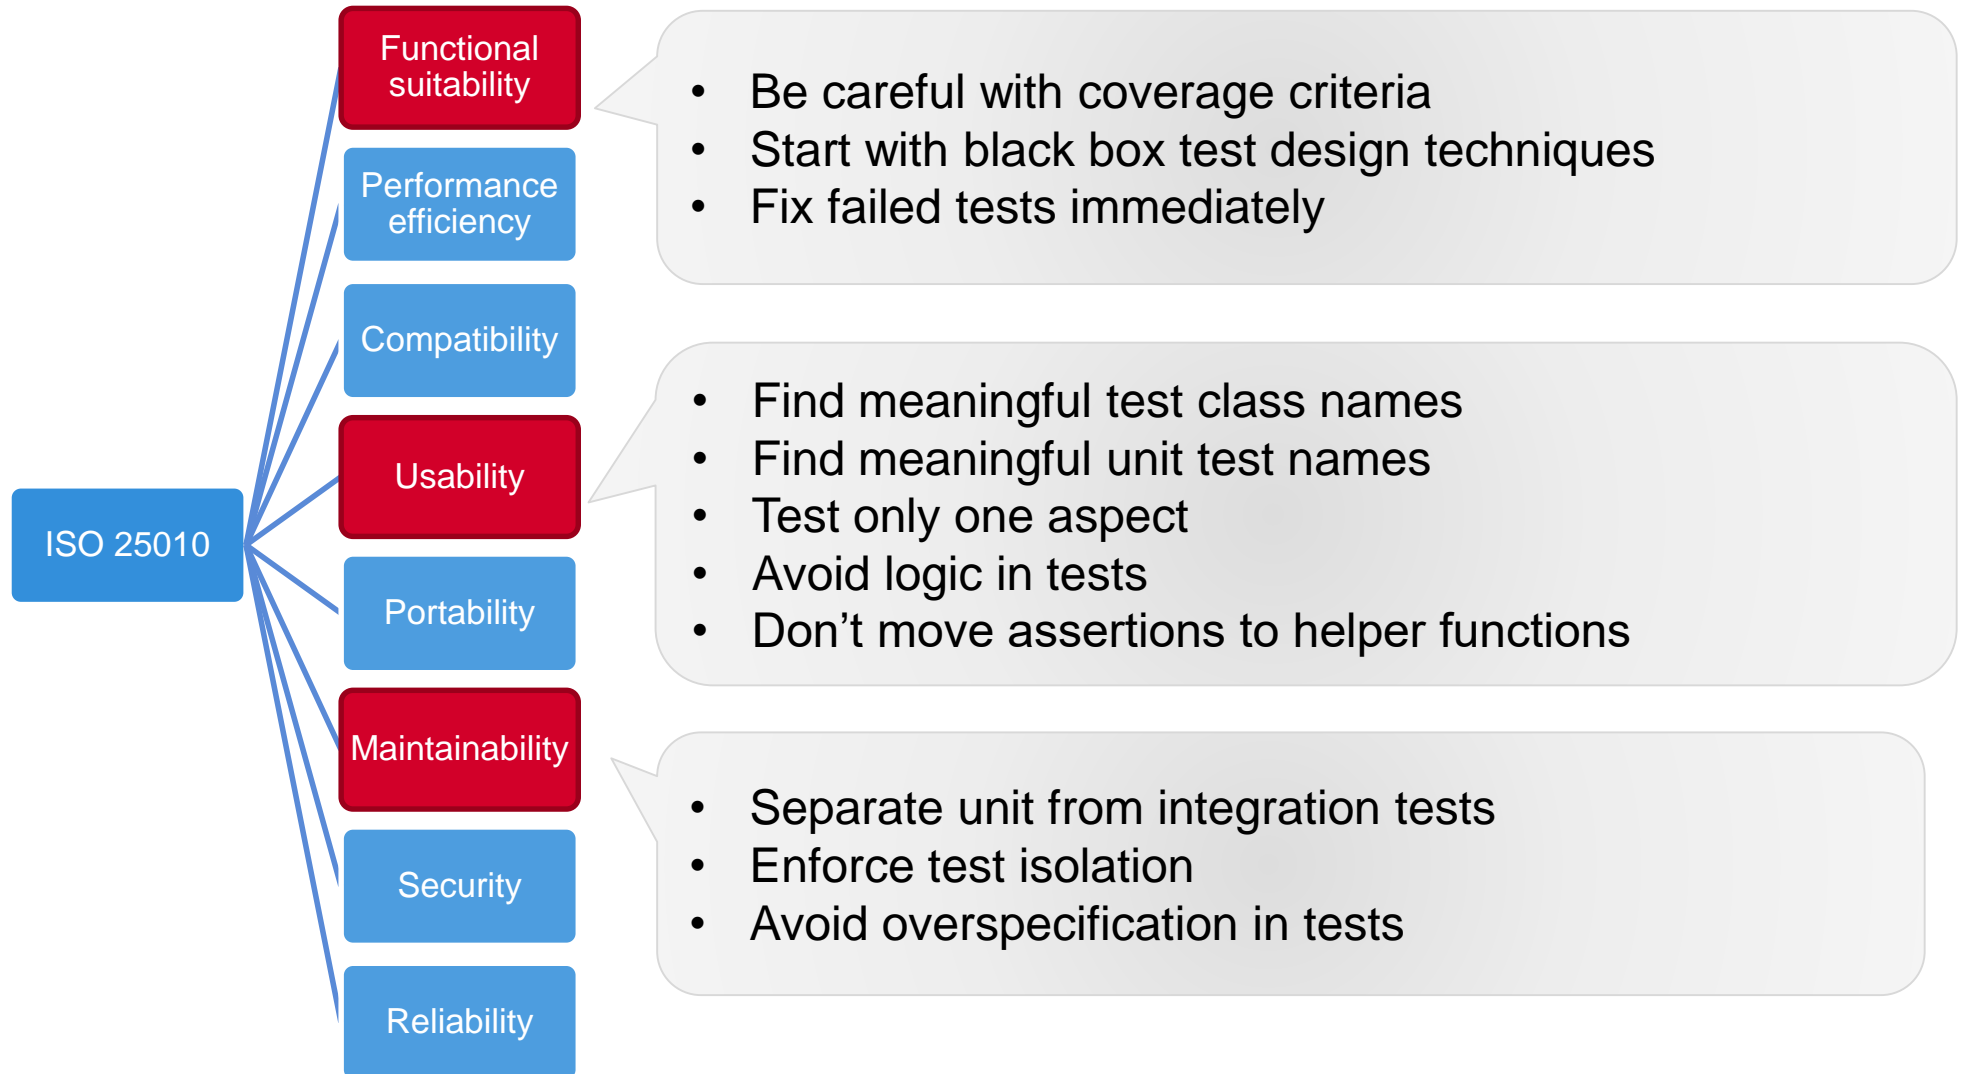 ISO 25010
Functional
suitability
• Be careful with coverage criteria
• Start with black box test design techniques
• Fix failed tests immediately
Performance
efficiency
Compatibility
Usability
• Find meaningful test class names
• Find meaningful unit test names
• Test only one aspect
• Avoid logic in tests
• Don’t move assertions to helper functions
Portability
Maintainability
• Separate unit from integration tests
• Enforce test isolation
• Avoid overspecification in tests
Security
Reliability